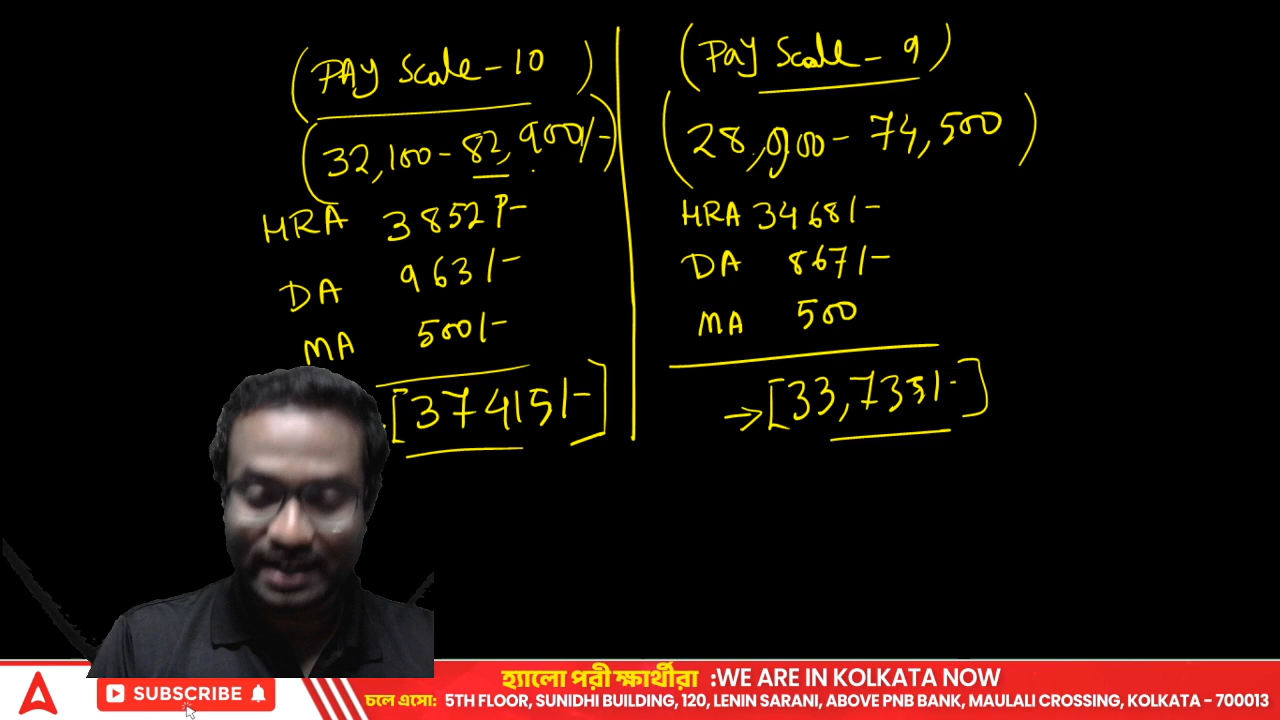 (PAY Scale - 10)
(32,100 - 82,900/-)
HRA 3852/-
DA 963/-
MA 500/-
[37415/-]
(Pay Scale - 9)
(28,900 - 74,500)
HRA 3468/-
DA 867/-
MA 500
→ [33,735/-]
SUBSCRIBE
হ্যালো পরীক্ষার্থীরা :WE ARE IN KOLKATA NOW
চলে এসো: 5TH FLOOR, SUNIDHI BUILDING, 120, LENIN SARANI, ABOVE PNB BANK, MAULALI CROSSING, KOLKATA - 700013